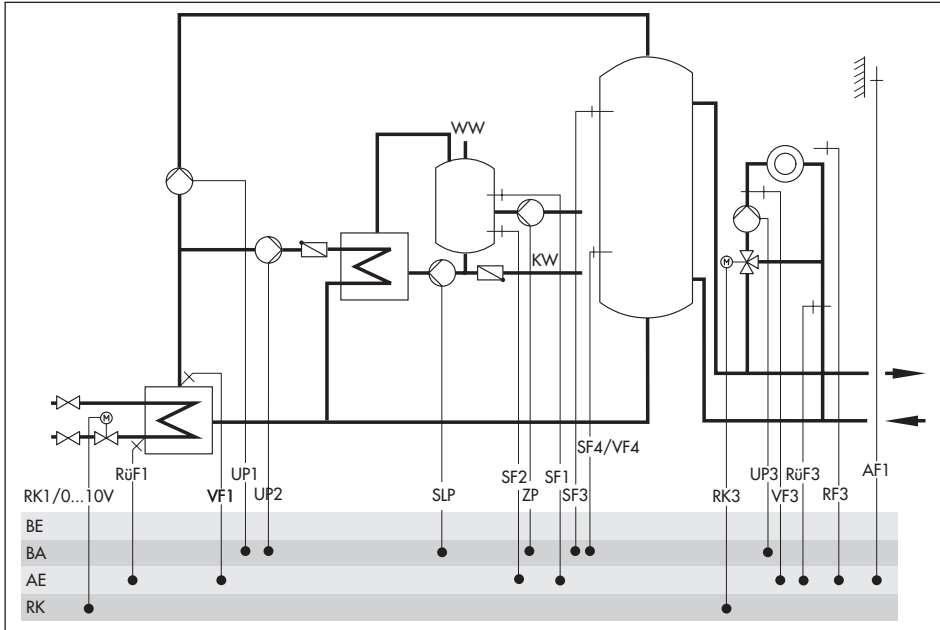 WW
KW
M
M
SF4/VF4
RüF1
UP1
SF2
SF1
UP3
RüF3
AF1
RK1/0...10V
VF1
UP2
SLP
ZP
SF3
RK3
VF3
RF3
BE
BA
AE
RK